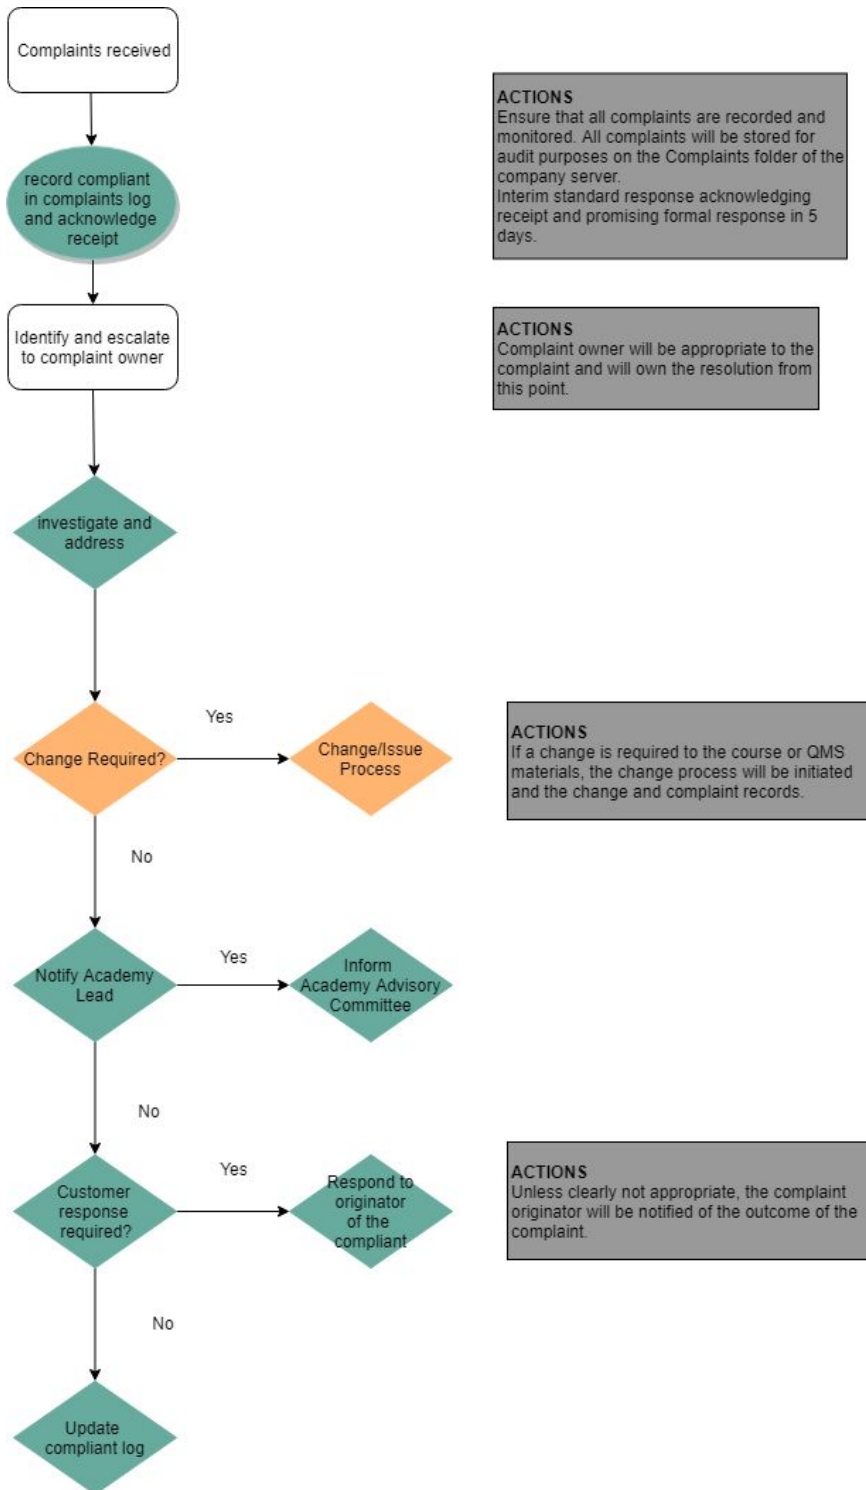 Complaints received
ACTIONS
Ensure that all complaints are recorded and
monitored. All complaints will be stored for
audit purposes on the Complaints folder of the
company server.
Interim standard response acknowledging
receipt and promising formal response in 5
days.
record compliant
in complaints log
and acknowledge
receipt
Identify and escalate
to complaint owner
ACTIONS
Complaint owner will be appropriate to the
complaint and will own the resolution from
this point.
investigate and
address
Change Required?
Yes
Change/Issue
Process
ACTIONS
If a change is required to the course or QMS
materials, the change process will be initiated
and the change and complaint records.
No
Notify Academy
Lead
Yes
Inform
Academy Advisory
Committee
No
Customer
response
required?
Yes
Respond to
originator
of the
compliant
ACTIONS
Unless clearly not appropriate, the complaint
originator will be notified of the outcome of the
complaint.
No
Update
compliant log